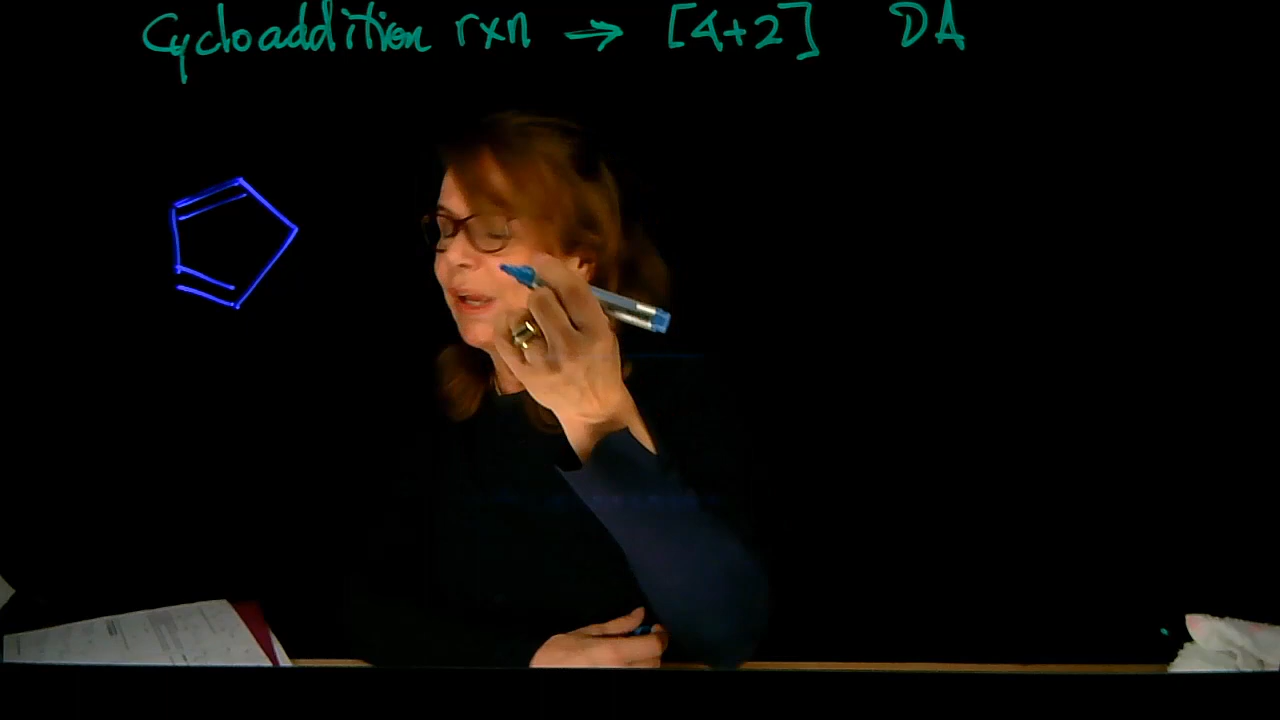 Cycloaddition rxn → [4+2] DA